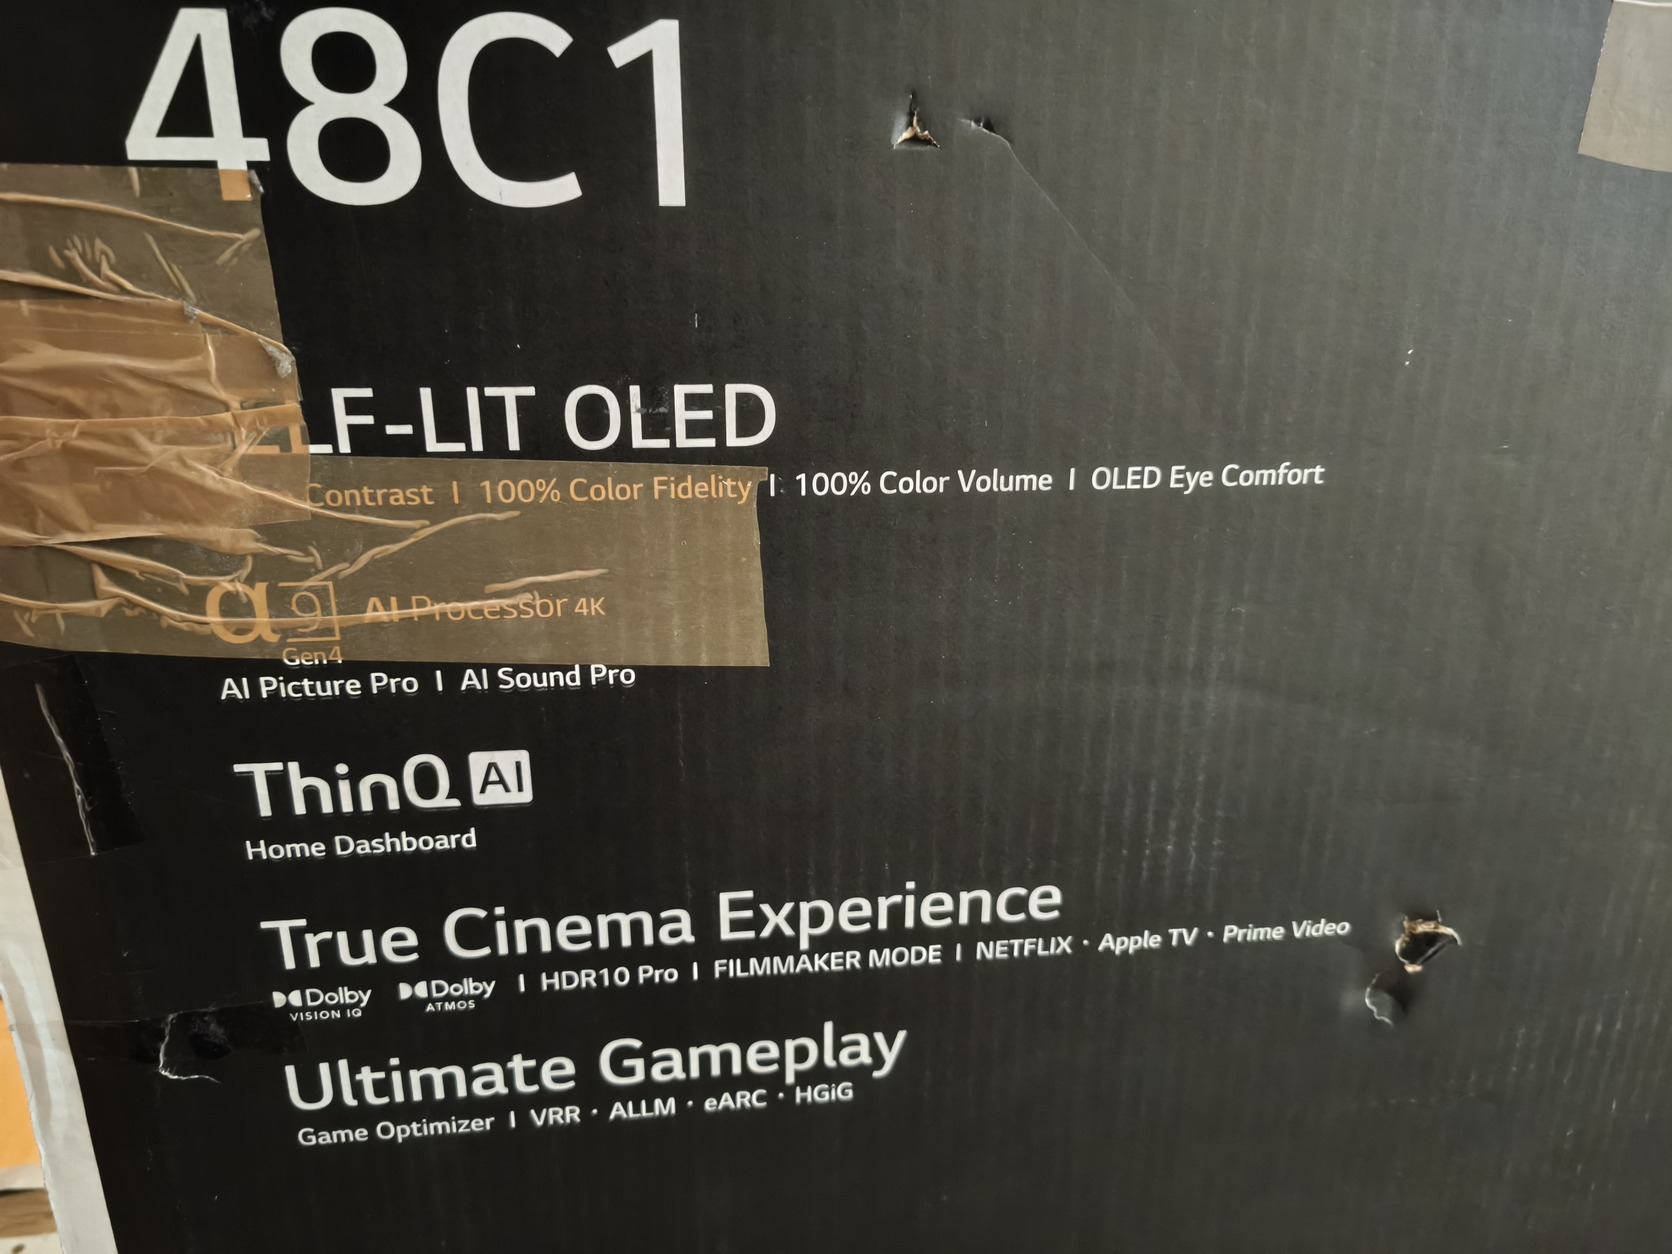 48C1
ELF-LIT OLED
Contrast I 100% Color Fidelity I 100% Color Volume I OLED Eye Comfort
α9 AI Processor 4K
Gen4
AI Picture Pro I AI Sound Pro
ThinQ AI
Home Dashboard
True Cinema Experience
Dolby VISION IQ Dolby ATMOS I HDR10 Pro I FILMMAKER MODE I NETFLIX · Apple TV · Prime Video
Ultimate Gameplay
Game Optimizer I VRR · ALLM · eARC · HGiG